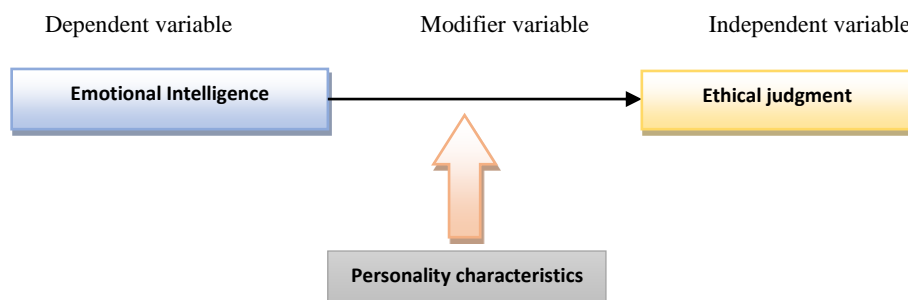 Dependent variable Modifier variable Independent variable
Emotional Intelligence Ethical judgment
Personality characteristics